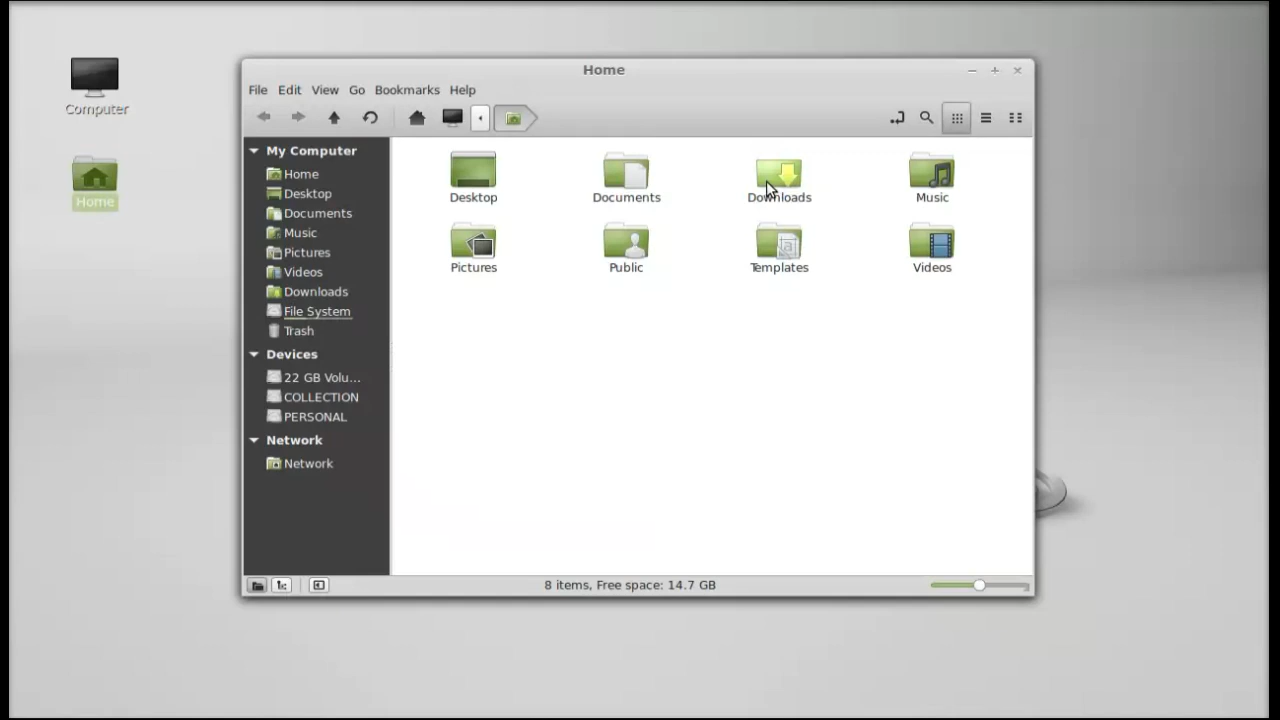 Computer
Home
Home
File Edit View Go Bookmarks Help
My Computer
Home
Desktop
Documents
Music
Pictures
Videos
Downloads
File System
Trash
Devices
22 GB Volu...
COLLECTION
PERSONAL
Network
Network
Desktop Documents Downloads Music
Pictures Public Templates Videos
8 items, Free space: 14.7 GB